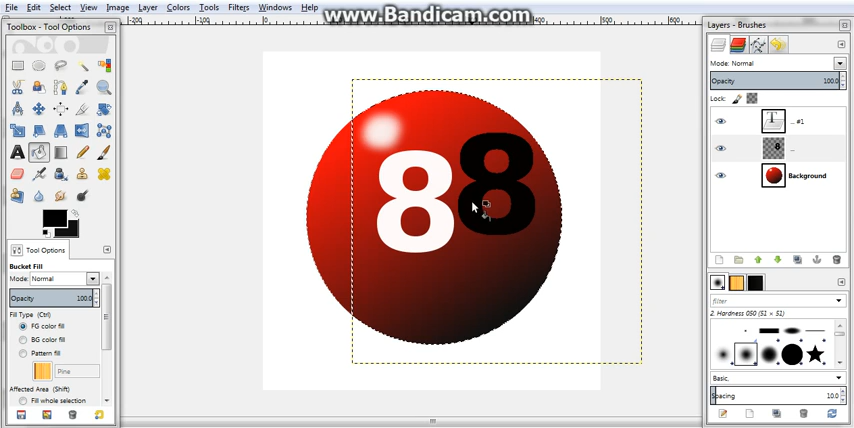 File Edit Select View Image Layer Colors Tools Filters Windows Help
www.Bandicam.com
Toolbox - Tool Options
Layers - Brushes
Mode: Normal
Opacity 100.0
Lock:
... #1
...
Background
88
Tool Options
Bucket Fill
Mode: Normal
Opacity 100.0
Fill Type (Ctrl)
FG color fill
BG color fill
Pattern fill
Pine
Affected Area (Shift)
Fill whole selection
filter
2. Hardness 050 (51 × 51)
Basic,
Spacing 10.0